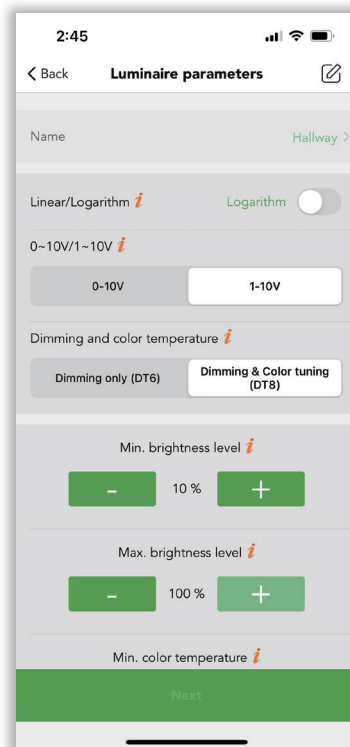 2:45
Back Luminaire parameters
Name Hallway >
Linear/Logarithm i Logarithm
0~10V/1~10V i
0-10V 1-10V
Dimming and color temperature i
Dimming only (DT6) Dimming & Color tuning
(DT8)
Min. brightness level i
- 10 % +
Max. brightness level i
- 100 % +
Min. color temperature i
Next